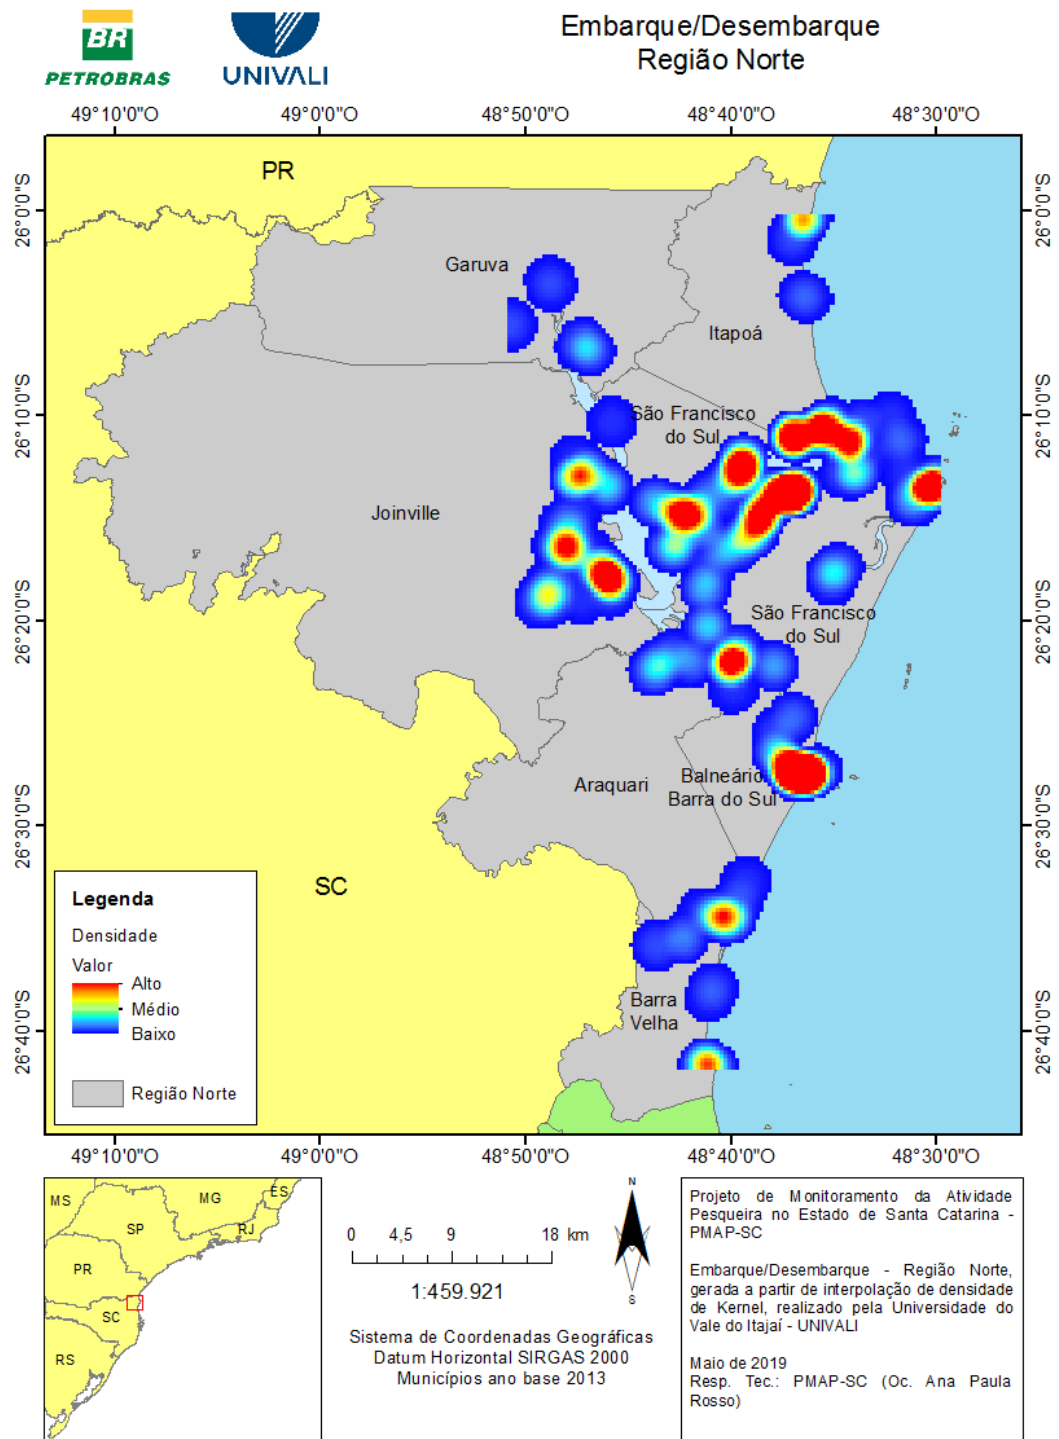 BR
PETROBRAS
UNIVALI
Embarque/Desembarque
Região Norte
49°10'0"O
49°0'0"O
48°50'0"O
48°40'0"O
48°30'0"O
26°0'0"S
26°10'0"S
26°20'0"S
26°30'0"S
26°40'0"S
26°0'0"S
26°10'0"S
26°20'0"S
26°30'0"S
26°40'0"S
PR
Garuva
Itapoá
São Francisco
do Sul
Joinville
São Francisco
do Sul
Araquari
Balneário
Barra do Sul
SC
Barra
Velha
Legenda
Densidade
Valor
Alto
Médio
Baixo
Região Norte
49°10'0"O
49°0'0"O
48°50'0"O
48°40'0"O
48°30'0"O
MS
MG
ES
SP
RJ
PR
SC
RS
0 4,5 9 18 km
1:459.921
N
S
Sistema de Coordenadas Geográficas
Datum Horizontal SIRGAS 2000
Municípios ano base 2013
Projeto de Monitoramento da Atividade
Pesqueira no Estado de Santa Catarina -
PMAP-SC
Embarque/Desembarque - Região Norte,
gerada a partir de interpolação de densidade
de Kernel, realizado pela Universidade do
Vale do Itajaí - UNIVALI
Maio de 2019
Resp. Tec.: PMAP-SC (Oc. Ana Paula
Rosso)